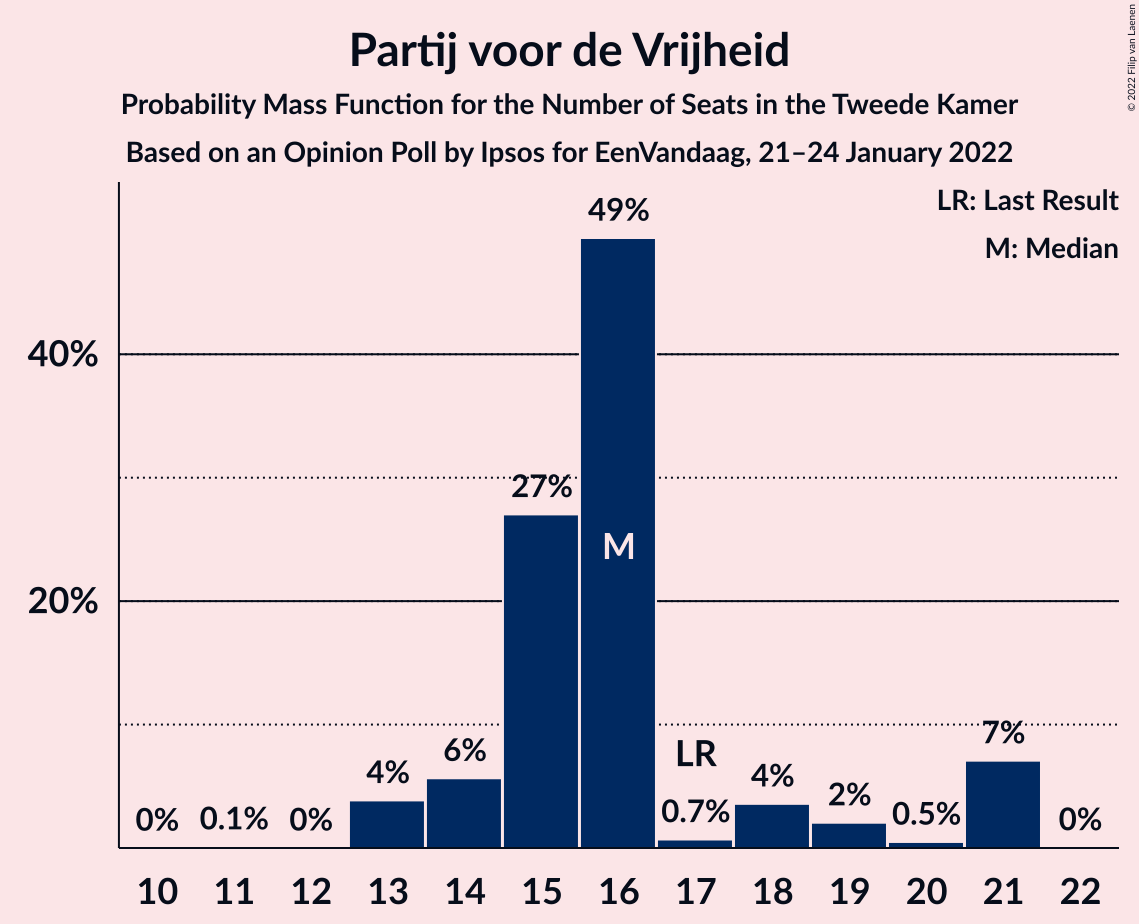 Partij voor de Vrijheid
Probability Mass Function for the Number of Seats in the Tweede Kamer
Based on an Opinion Poll by Ipsos for EenVandaag, 21–24 January 2022
© 2022 Filip van Laenen
LR: Last Result
M: Median
49%
40%
27%
M
20%
7%
LR
6%
4%
4%
2%
0%
0.1%
0%
0.7%
0.5%
0%
10 11 12 13 14 15 16 17 18 19 20 21 22